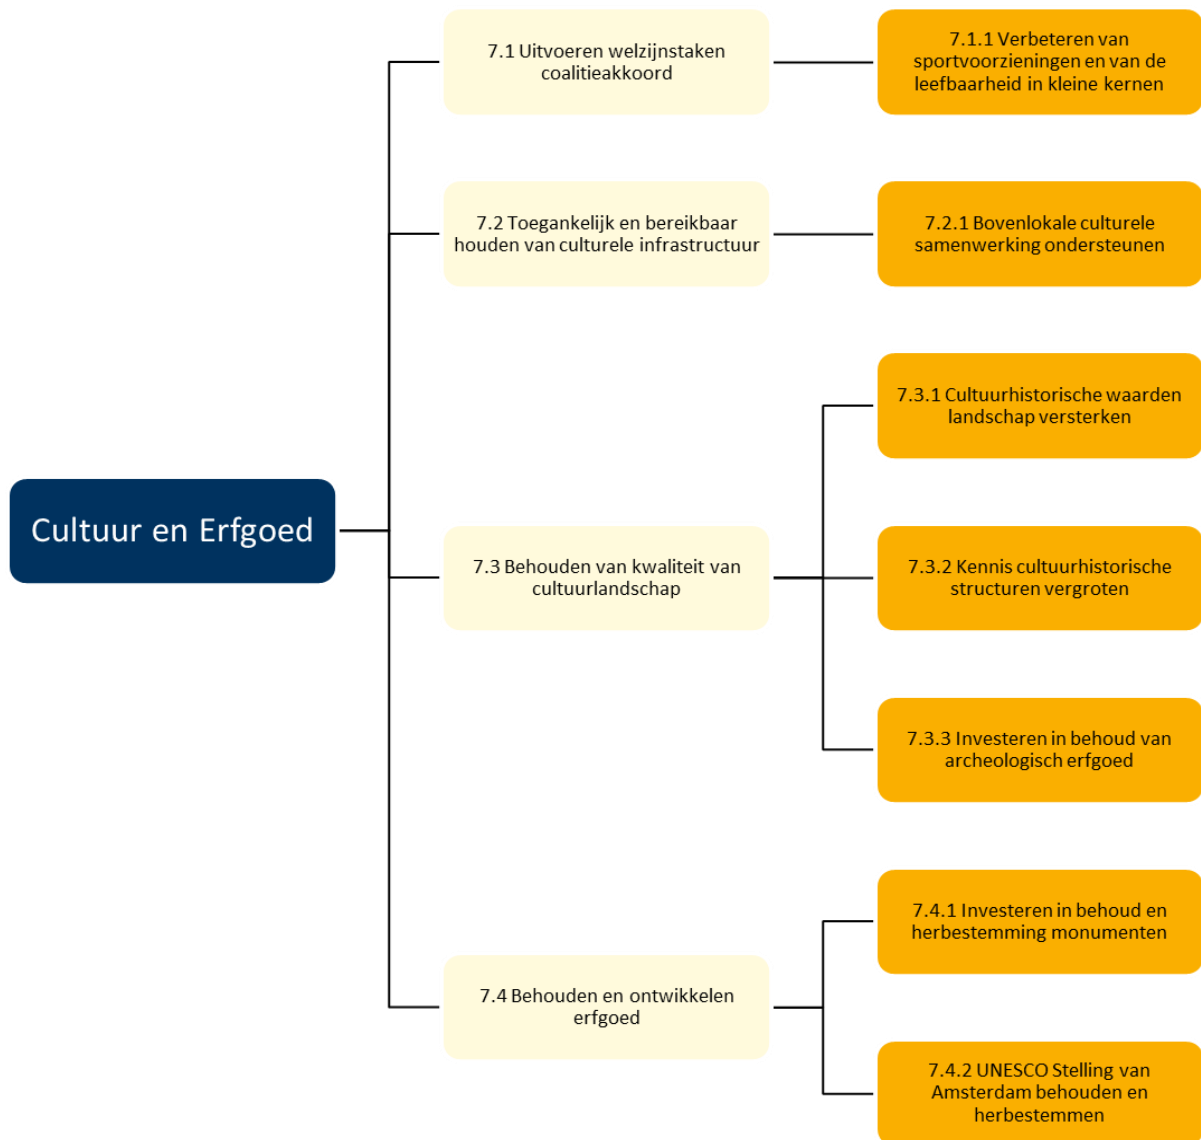 7.1 Uitvoeren welzijnstaken
coalitieakkoord
7.1.1 Verbeteren van
sportvoorzieningen en van de
leefbaarheid in kleine kernen
7.2 Toegankelijk en bereikbaar
houden van culturele infrastructuur
7.2.1 Bovenlokale culturele
samenwerking ondersteunen
Cultuur en Erfgoed
7.3 Behouden van kwaliteit van
cultuurlandschap
7.3.1 Cultuurhistorische waarden
landschap versterken
7.3.2 Kennis cultuurhistorische
structuren vergroten
7.3.3 Investeren in behoud van
archeologisch erfgoed
7.4 Behouden en ontwikkelen
erfgoed
7.4.1 Investeren in behoud en
herbestemming monumenten
7.4.2 UNESCO Stelling van
Amsterdam behouden en
herbestemmen